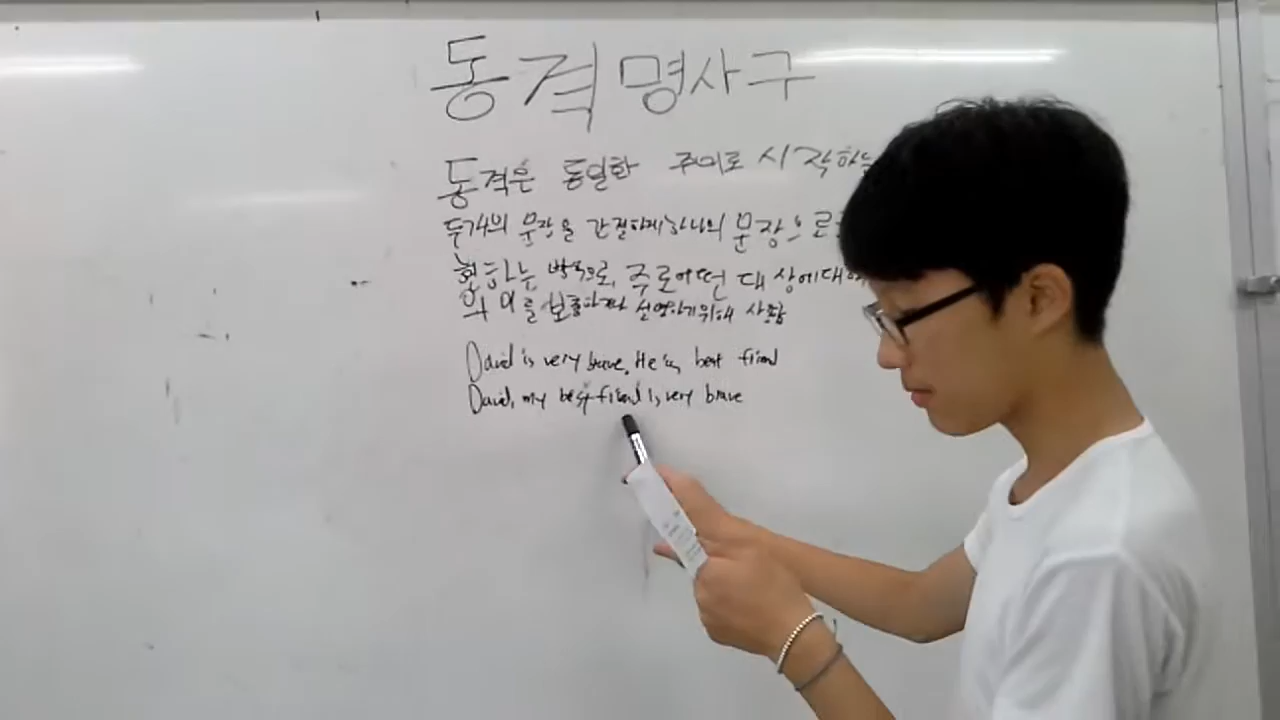 동격명사구
동격은 동일한 주어로 시작하는
두개의 문장을 간결하게 하나의 문장으로
현하는 방식으로, 주로 어떤 대상에 대해
의미를 보충하거나 설명하기 위해 사용함
David is very brave. He is best friend
David, my best friend is very brave